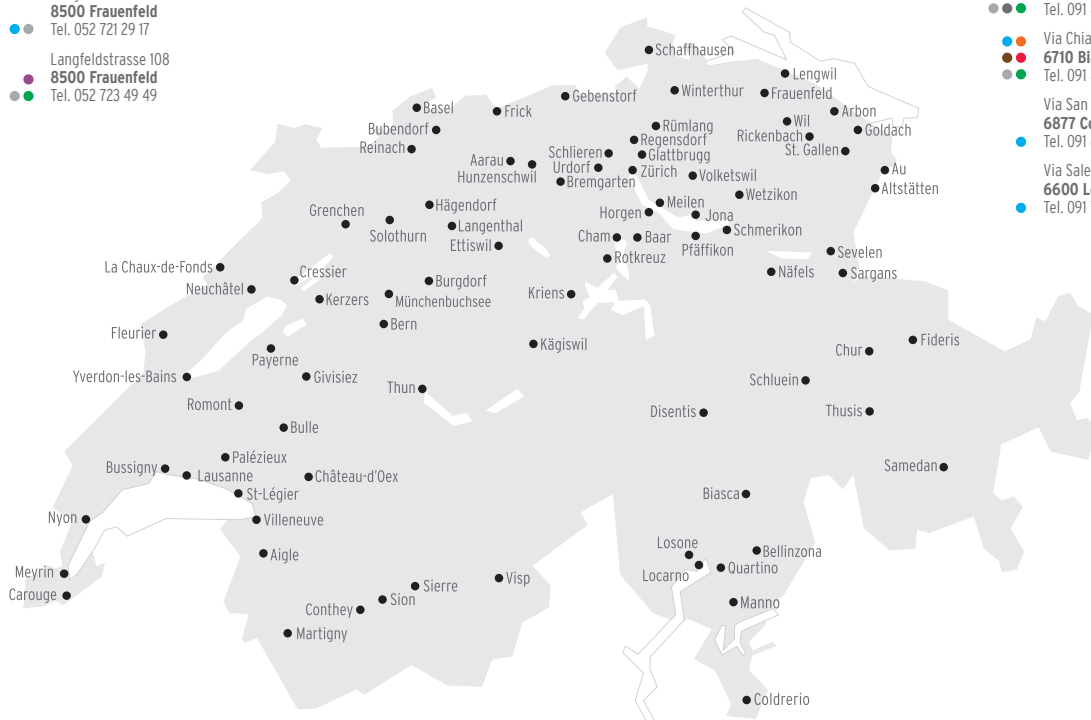 8500 Frauenfeld
Tel. 052 721 29 17
Langfeldstrasse 108
8500 Frauenfeld
Tel. 052 723 49 49
Tel. 091
Via Chia
6710 Bi
Tel. 091
Via San
6877 Co
Tel. 091
Via Sale
6600 L
Tel. 091
Schaffhausen
Lengwil
Winterthur
Frauenfeld
Gebenstorf
Basel
Frick
Arbon
Bubendorf
Rümlang
Wil
Goldach
Reinach
Regensdorf
Rickenbach
St. Gallen
Schlieren
Glattbrugg
Aarau
Urdorf
Zürich
Au
Hunzenschwil
Bremgarten
Volketswil
Altstätten
Wetzikon
Grenchen
Hägendorf
Meilen
Horgen
Jona
Solothurn
Langenthal
Schmerikon
Ettiswil
Cham
Baar
Pfäffikon
Sevelen
Rotkreuz
La Chaux-de-Fonds
Cressier
Näfels
Sargans
Neuchâtel
Burgdorf
Kerzers
Münchenbuchsee
Kriens
Bern
Fleurier
Kägiswil
Fideris
Chur
Payerne
Yverdon-les-Bains
Givisiez
Thun
Schluein
Romont
Disentis
Thusis
Bulle
Palézieux
Bussigny
Lausanne
Château-d'Oex
Samedan
St-Légier
Biasca
Nyon
Villeneuve
Losone
Bellinzona
Aigle
Meyrin
Locarno
Quartino
Carouge
Sierre
Visp
Sion
Conthey
Manno
Martigny
Coldrerio